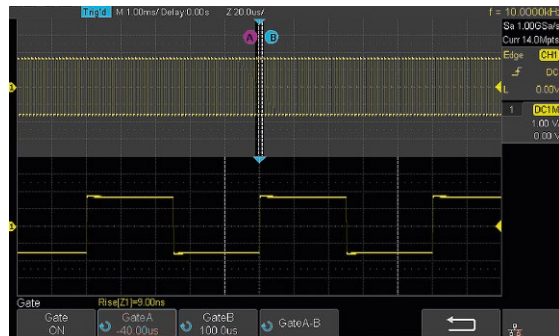 Trig'd M 1.00ms/ Delay:0.00s Z 20.0us/ f = 10.0000kHz
Sa 1.00GSa/s
Curr 14.0Mpts
A B
Edge CH1
DC
L 0.00V
1 DC1M
1.00 V/
0.00 V
Gate Rise[Z1]=9.00ns
Gate GateA GateB GateA-B
ON -40.00us 100.0us